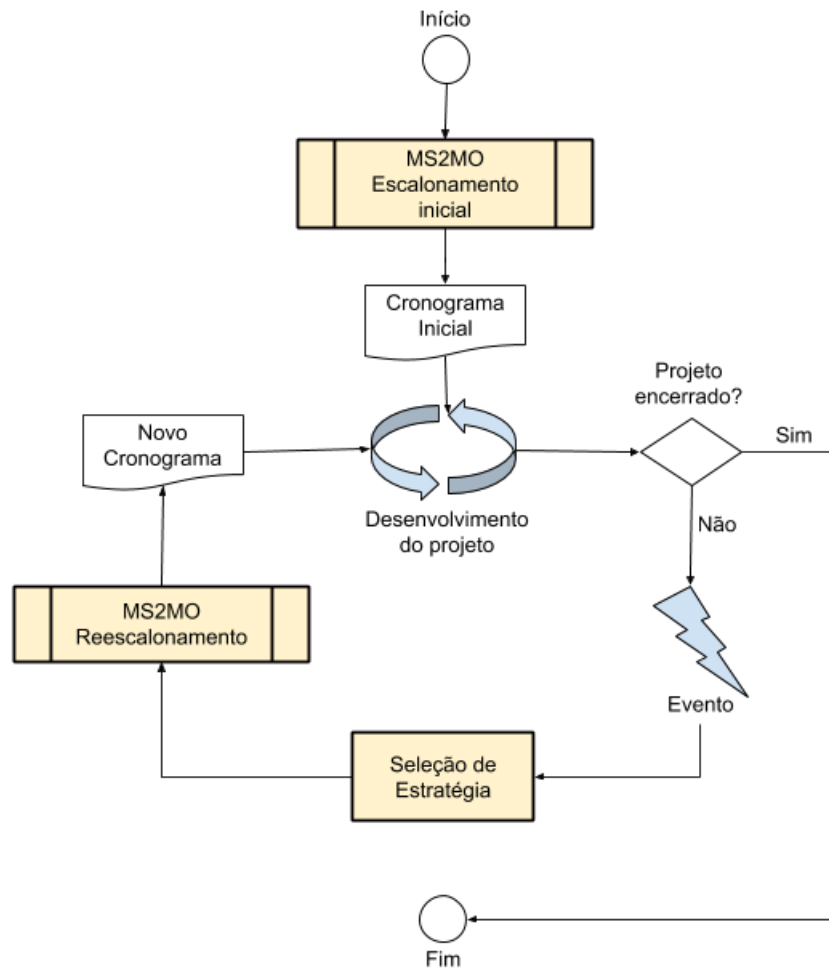 Início
MS2MO
Escalonamento
inicial
Cronograma
Inicial
Projeto
encerrado?
Sim
Novo
Cronograma
Desenvolvimento
do projeto
Não
MS2MO
Reescalonamento
Evento
Seleção de
Estratégia
Fim